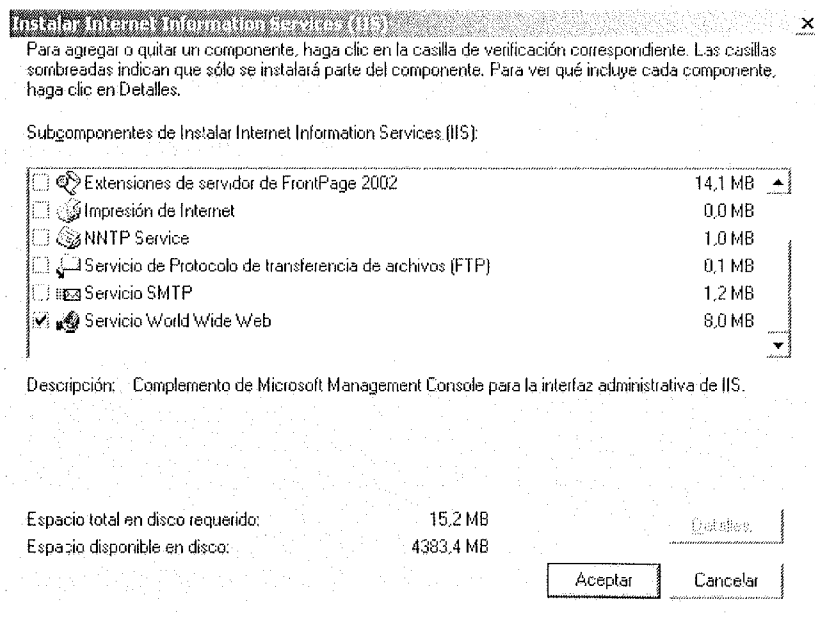 Instalar Internet Information Services (IIS)
Para agregar o quitar un componente, haga clic en la casilla de verificación correspondiente. Las casillas
sombreadas indican que sólo se instalará parte del componente. Para ver qué incluye cada componente,
haga clic en Detalles.
Subcomponentes de Instalar Internet Information Services (IIS):
Extensiones de servidor de FrontPage 2002 14,1 MB
Impresión de Internet 0,0 MB
NNTP Service 1,0 MB
Servicio de Protocolo de transferencia de archivos (FTP) 0,1 MB
Servicio SMTP 1,2 MB
Servicio World Wide Web 8,0 MB
Descripción: Complemento de Microsoft Management Console para la interfaz administrativa de IIS.
Espacio total en disco requerido: 15,2 MB
Detalles.
Espacio disponible en disco: 4383,4 MB
Aceptar Cancelar